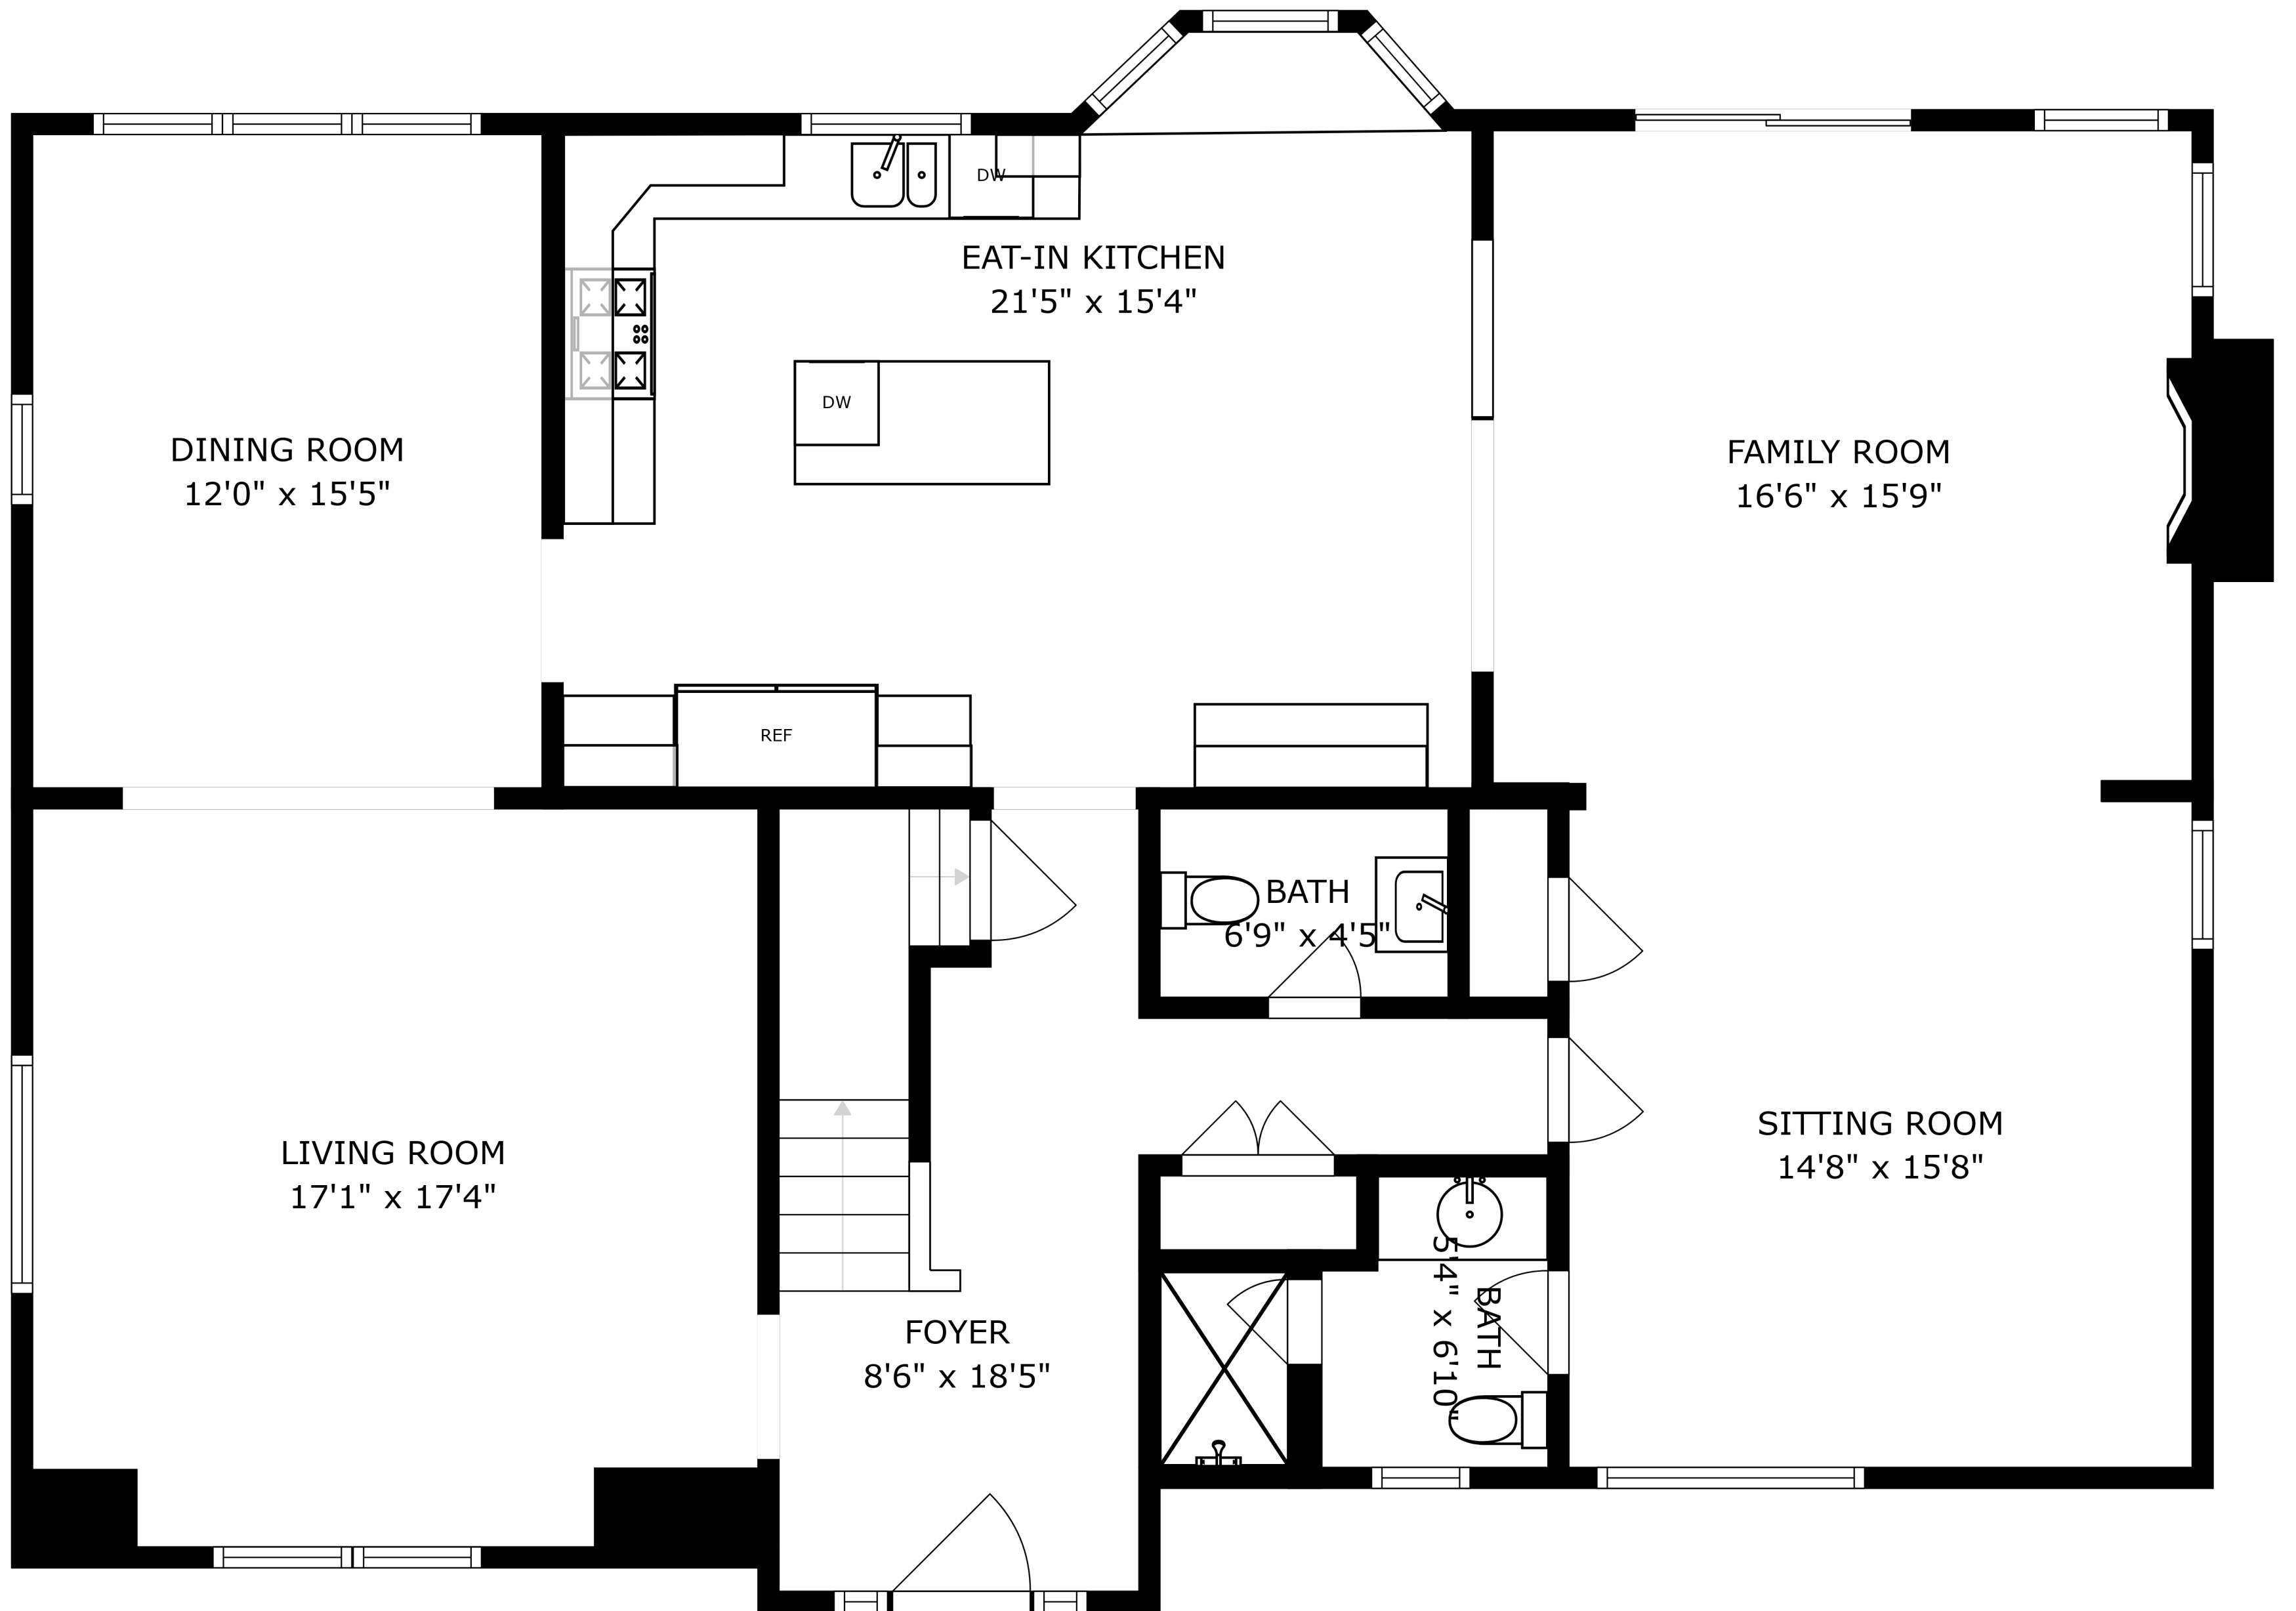 DW
EAT-IN KITCHEN
21'5" x 15'4"
DW
DINING ROOM
12'0" x 15'5"
FAMILY ROOM
16'6" x 15'9"
REF
BATH
6'9" x 4'5"
LIVING ROOM
17'1" x 17'4"
SITTING ROOM
14'8" x 15'8"
FOYER
8'6" x 18'5"
BATH
5'4" x 6'10"